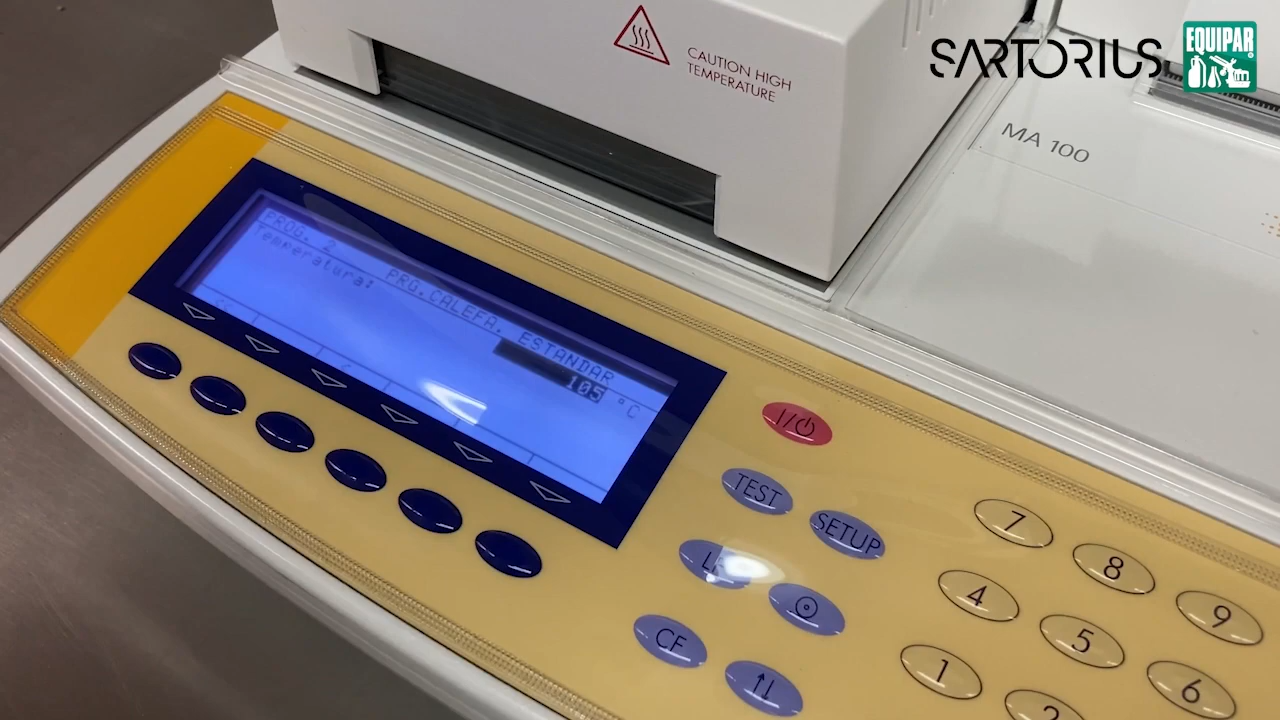 SARTORIUS
EQUIPAR
CAUTION HIGH
TEMPERATURE
MA 100
PROG. 2 PRG.CALEFA. ESTANDAR
Temperatura: 105 °C
I/⏻
TEST
SETUP
CF
7
8
9
4
5
6
1
2